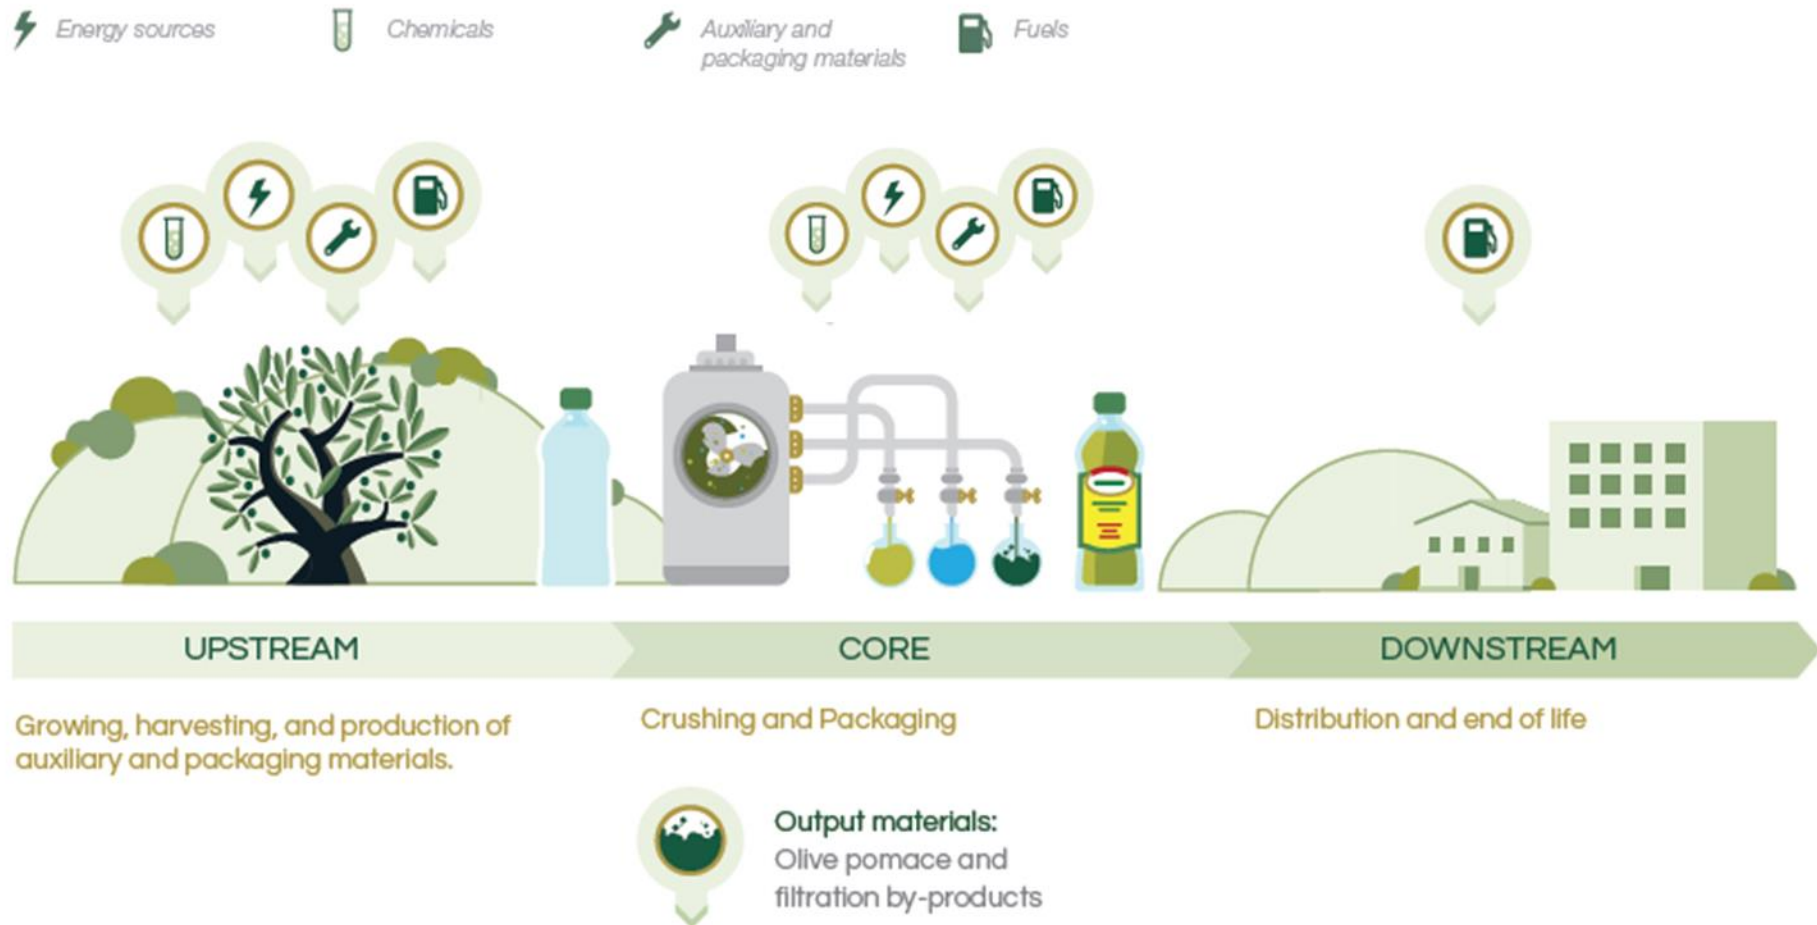 Energy sources
Chemicals
Auxiliary and
packaging materials
Fuels
UPSTREAM
CORE
DOWNSTREAM
Growing, harvesting, and production of
auxiliary and packaging materials.
Crushing and Packaging
Distribution and end of life
Output materials:
Olive pomace and
filtration by-products